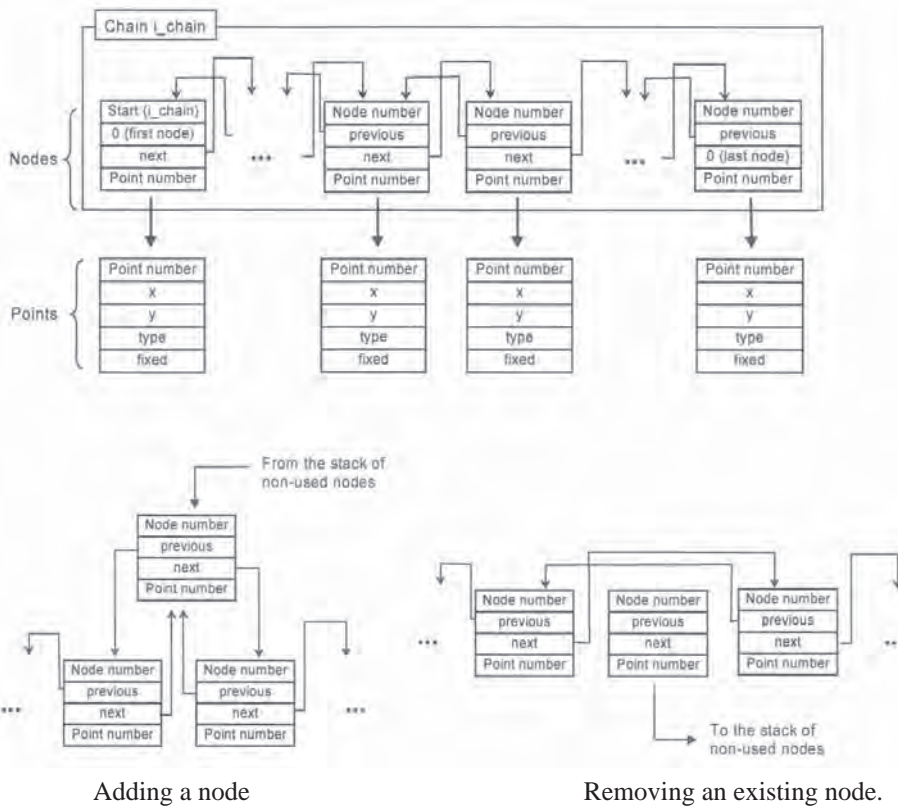 Chain i_chain
Nodes
Start (i_chain)
0 (first node)
next
Point number
...
Node number
previous
next
Point number
Node number
previous
next
Point number
...
Node number
previous
0 (last node)
Point number
Points
Point number
x
y
type
fixed
Point number
x
y
type
fixed
Point number
x
y
type
fixed
Point number
x
y
type
fixed
From the stack of
non-used nodes
Node number
previous
next
Point number
...
Node number
previous
next
Point number
Node number
previous
next
Point number
...
...
Node number
previous
next
Point number
Node number
previous
next
Point number
Node number
previous
next
Point number
...
To the stack of
non-used nodes
Adding a node
Removing an existing node.